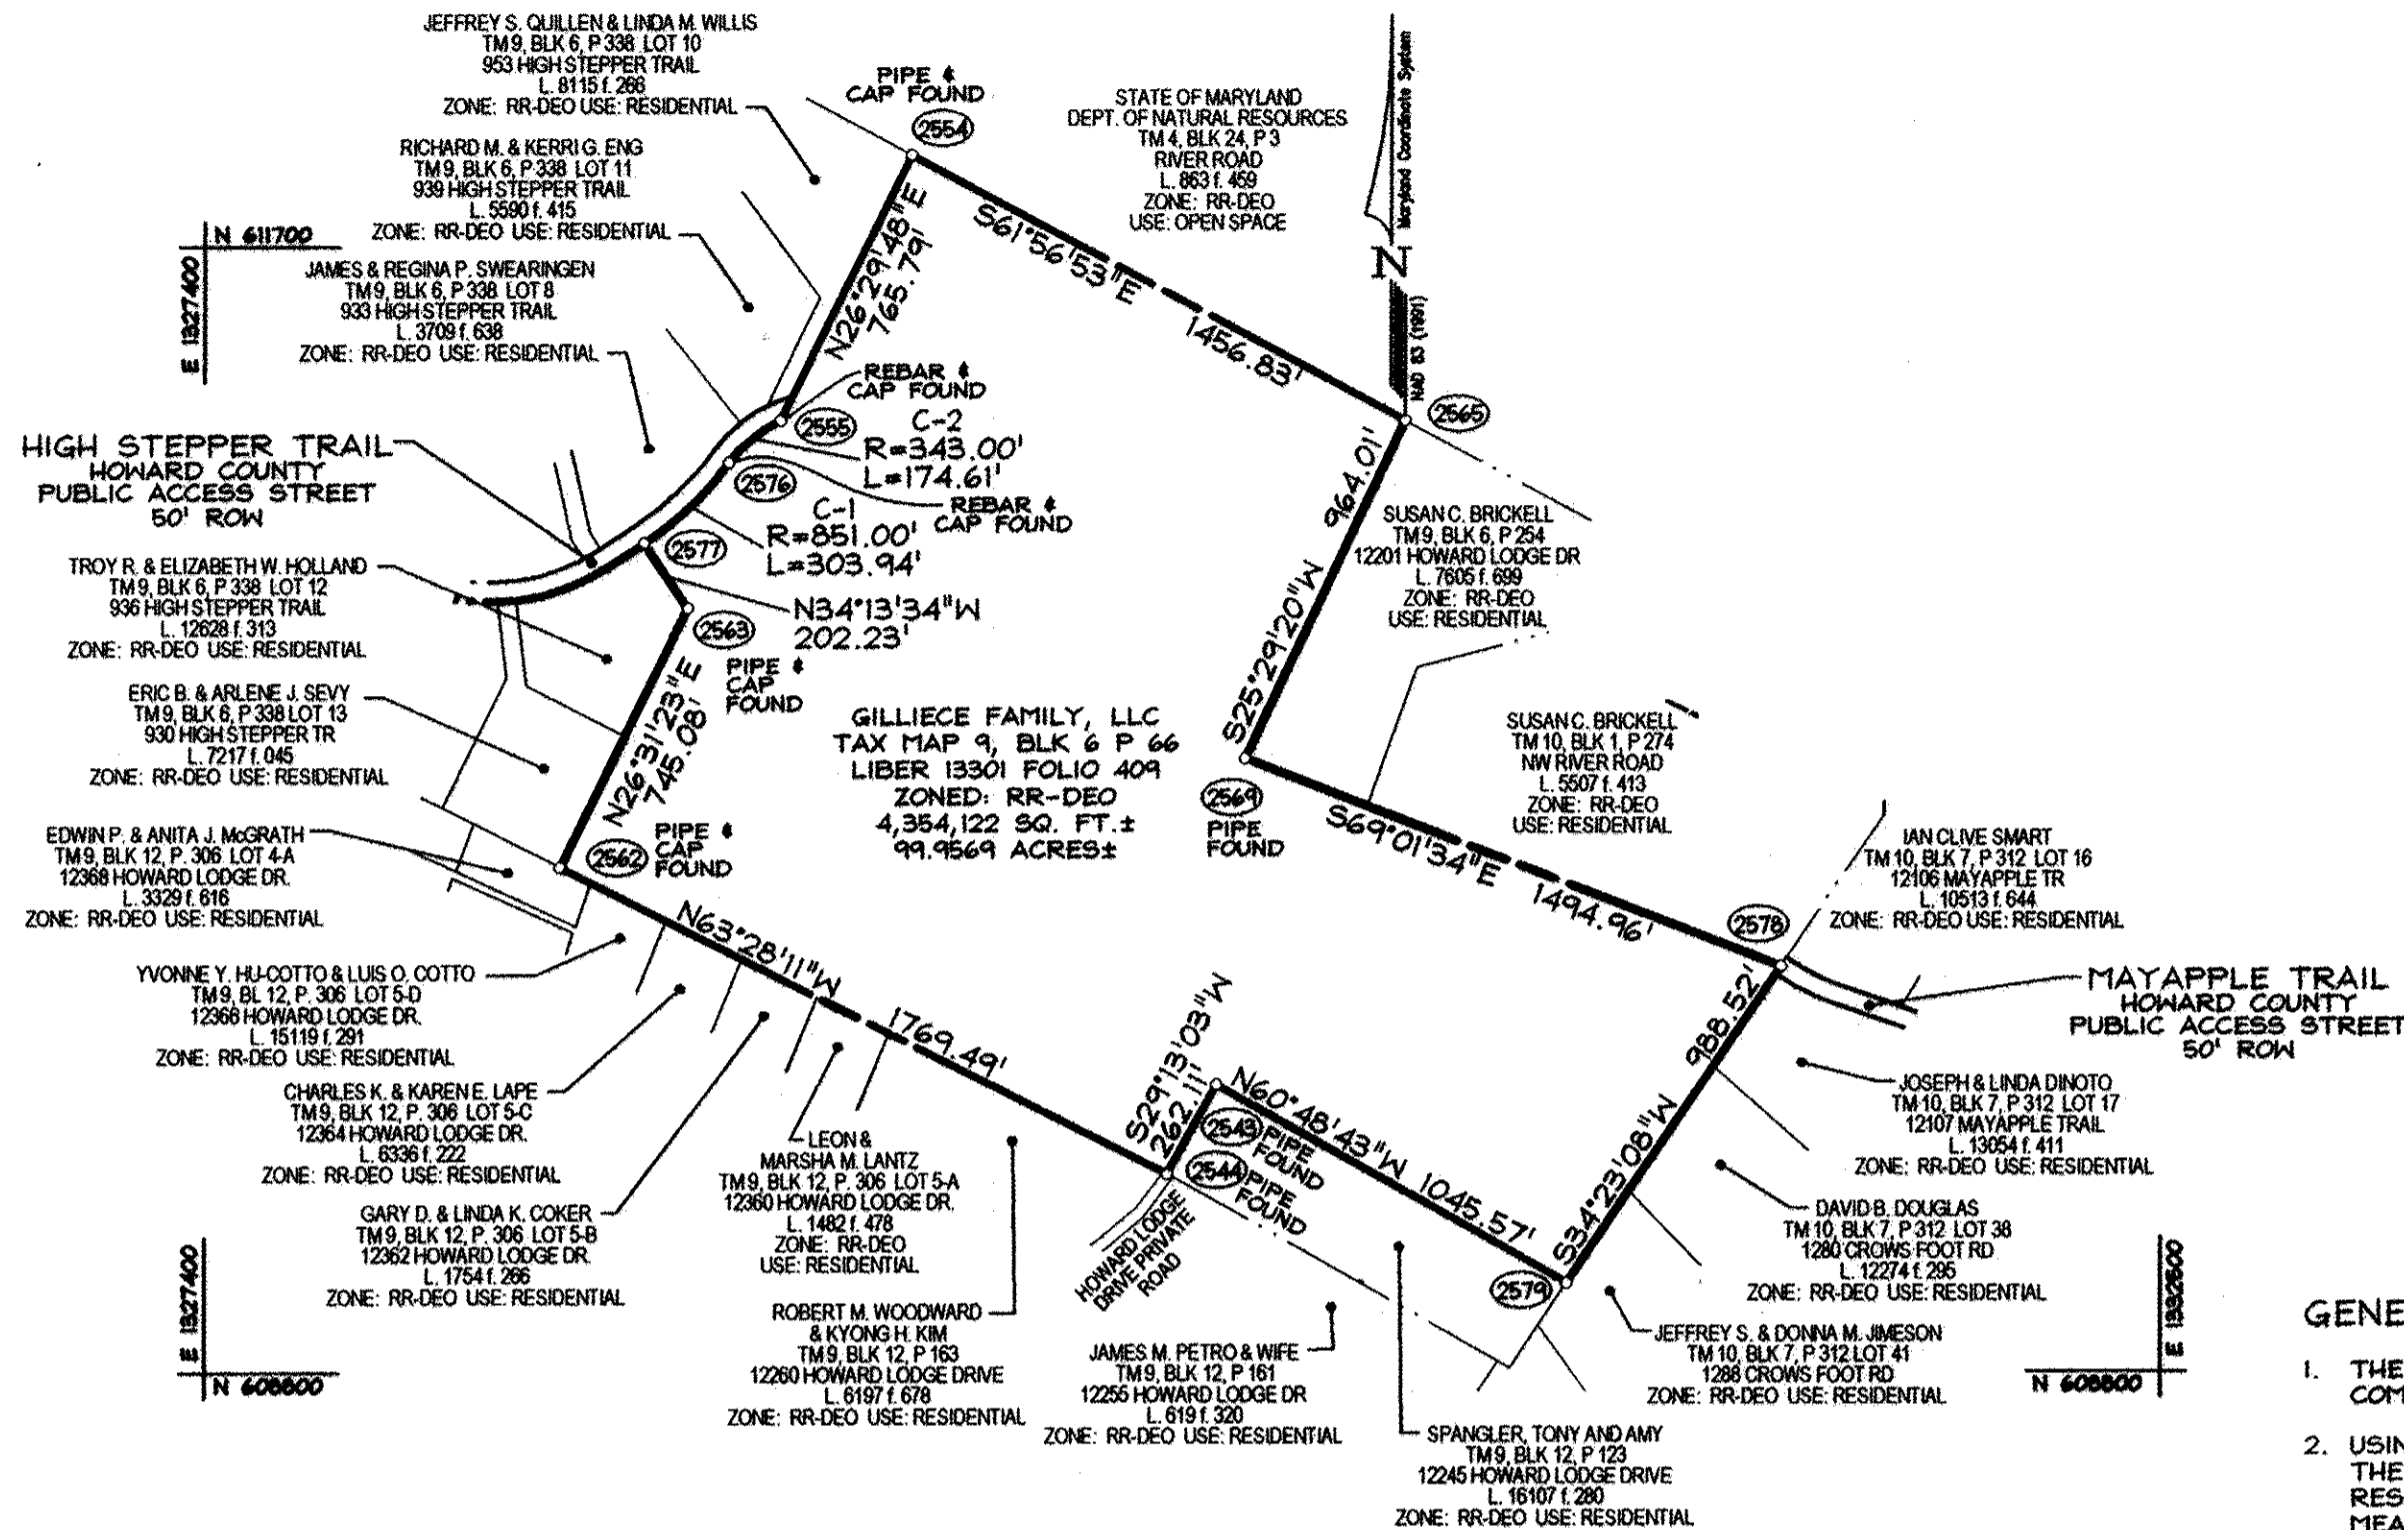 JEFFREY S. QUILLEN & LINDA M. WILLIS
TM 9, BLK 6, P 338 LOT 10
953 HIGH STEPPER TRAIL
L. 8115 f. 266
ZONE: RR-DEO USE: RESIDENTIAL
RICHARD M. & KERRI G. ENG
TM 9, BLK 6, P 338 LOT 11
939 HIGH STEPPER TRAIL
L. 5590 f. 415
ZONE: RR-DEO USE: RESIDENTIAL
N 611700
E 1327400
JAMES & REGINA P. SWEARINGEN
TM 9, BLK 6, P 338 LOT 8
933 HIGH STEPPER TRAIL
L. 3709 f. 638
ZONE: RR-DEO USE: RESIDENTIAL
PIPE &
CAP FOUND
2554
STATE OF MARYLAND
DEPT. OF NATURAL RESOURCES
TM 4, BLK 24, P 3
RIVER ROAD
L. 863 f. 459
ZONE: RR-DEO
USE: OPEN SPACE
Maryland Coordinate System
N
NAD 83 (1991)
N26°29'48"E
765.79'
S61°56'53"E 1456.83'
REBAR &
CAP FOUND
2555
C-2
R=343.00'
L=174.61'
2565
HIGH STEPPER TRAIL
HOWARD COUNTY
PUBLIC ACCESS STREET
50' ROW
2576
REBAR &
CAP FOUND
C-1
R=851.00'
L=303.94'
2577
N34°13'34"W
202.23'
2563
PIPE &
CAP
FOUND
S25°29'20"W 964.01'
SUSAN C. BRICKELL
TM 9, BLK 6, P 254
12201 HOWARD LODGE DR
L. 7605 f. 699
ZONE: RR-DEO
USE: RESIDENTIAL
TROY R. & ELIZABETH W. HOLLAND
TM 9, BLK 6, P 338 LOT 12
936 HIGH STEPPER TRAIL
L. 12628 f. 313
ZONE: RR-DEO USE: RESIDENTIAL
ERIC B. & ARLENE J. SEVY
TM 9, BLK 6, P 338 LOT 13
930 HIGH STEPPER TR
L. 7217 f. 045
ZONE: RR-DEO USE: RESIDENTIAL
N26°31'23"E
745.08'
GILLIECE FAMILY, LLC
TAX MAP 9, BLK 6 P 66
LIBER 13301 FOLIO 409
ZONED: RR-DEO
4,354,122 SQ. FT.±
99.9569 ACRES±
2569
PIPE
FOUND
SUSAN C. BRICKELL
TM 10, BLK 1, P 274
NW RIVER ROAD
L. 5507 f. 413
ZONE: RR-DEO
USE: RESIDENTIAL
S69°01'34"E 1494.96'
IAN CLIVE SMART
TM 10, BLK 7, P 312 LOT 16
12106 MAYAPPLE TR
L. 10513 f. 644
ZONE: RR-DEO USE: RESIDENTIAL
2578
EDWIN P. & ANITA J. McGRATH
TM 9, BLK 12, P. 306 LOT 4-A
12368 HOWARD LODGE DR.
L. 3329 f. 616
ZONE: RR-DEO USE: RESIDENTIAL
2562
PIPE &
CAP
FOUND
N63°28'11"W 1769.49'
YVONNE Y. HU-COTTO & LUIS O. COTTO
TM 9, BL 12, P. 306 LOT 5-D
12366 HOWARD LODGE DR.
L. 15119 f. 291
ZONE: RR-DEO USE: RESIDENTIAL
MAYAPPLE TRAIL
HOWARD COUNTY
PUBLIC ACCESS STREET
50' ROW
CHARLES K. & KAREN E. LAPE
TM 9, BLK 12, P. 306 LOT 5-C
12364 HOWARD LODGE DR.
L. 6336 f. 222
ZONE: RR-DEO USE: RESIDENTIAL
GARY D. & LINDA K. COKER
TM 9, BLK 12, P. 306 LOT 5-B
12362 HOWARD LODGE DR.
L. 1754 f. 266
ZONE: RR-DEO USE: RESIDENTIAL
LEON &
MARSHA M. LANTZ
TM 9, BLK 12, P. 306 LOT 5-A
12360 HOWARD LODGE DR.
L. 1482 f. 478
ZONE: RR-DEO
USE: RESIDENTIAL
S29°13'03"W
262.11'
2543
PIPE
FOUND
2544
PIPE
FOUND
N60°48'43"W 1045.57'
S34°23'08"W 988.52'
2579
HOWARD LODGE
DRIVE PRIVATE
ROAD
JOSEPH & LINDA DINOTO
TM 10, BLK 7, P 312 LOT 17
12107 MAYAPPLE TRAIL
L. 13054 f. 411
ZONE: RR-DEO USE: RESIDENTIAL
DAVID B. DOUGLAS
TM 10, BLK 7, P 312 LOT 38
1280 CROWS FOOT RD
L. 12274 f. 295
ZONE: RR-DEO USE: RESIDENTIAL
JEFFREY S. & DONNA M. JIMESON
TM 10, BLK 7, P 312 LOT 41
1288 CROWS FOOT RD
ZONE: RR-DEO USE: RESIDENTIAL
ROBERT M. WOODWARD
& KYONG H. KIM
TM 9, BLK 12, P 163
12260 HOWARD LODGE DRIVE
L. 6197 f. 678
ZONE: RR-DEO USE: RESIDENTIAL
JAMES M. PETRO & WIFE
TM 9, BLK 12, P 161
12255 HOWARD LODGE DR
L. 619 f. 320
ZONE: RR-DEO USE: RESIDENTIAL
SPANGLER, TONY AND AMY
TM 9, BLK 12, P 123
12245 HOWARD LODGE DRIVE
L. 16107 f. 280
ZONE: RR-DEO USE: RESIDENTIAL
E 1327400
N 608800
E 1332500
N 608800
GENE
1. THE
COM
2. USIN
THE
RES
MEA